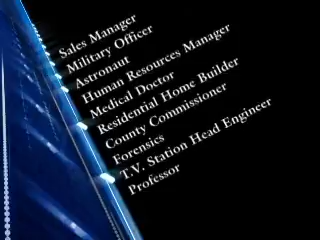 Sales Manager
Military Officer
Astronaut
Human Resources Manager
Medical Doctor
Residential Home Builder
County Commissioner
Forensics
T.V. Station Head Engineer
Professor